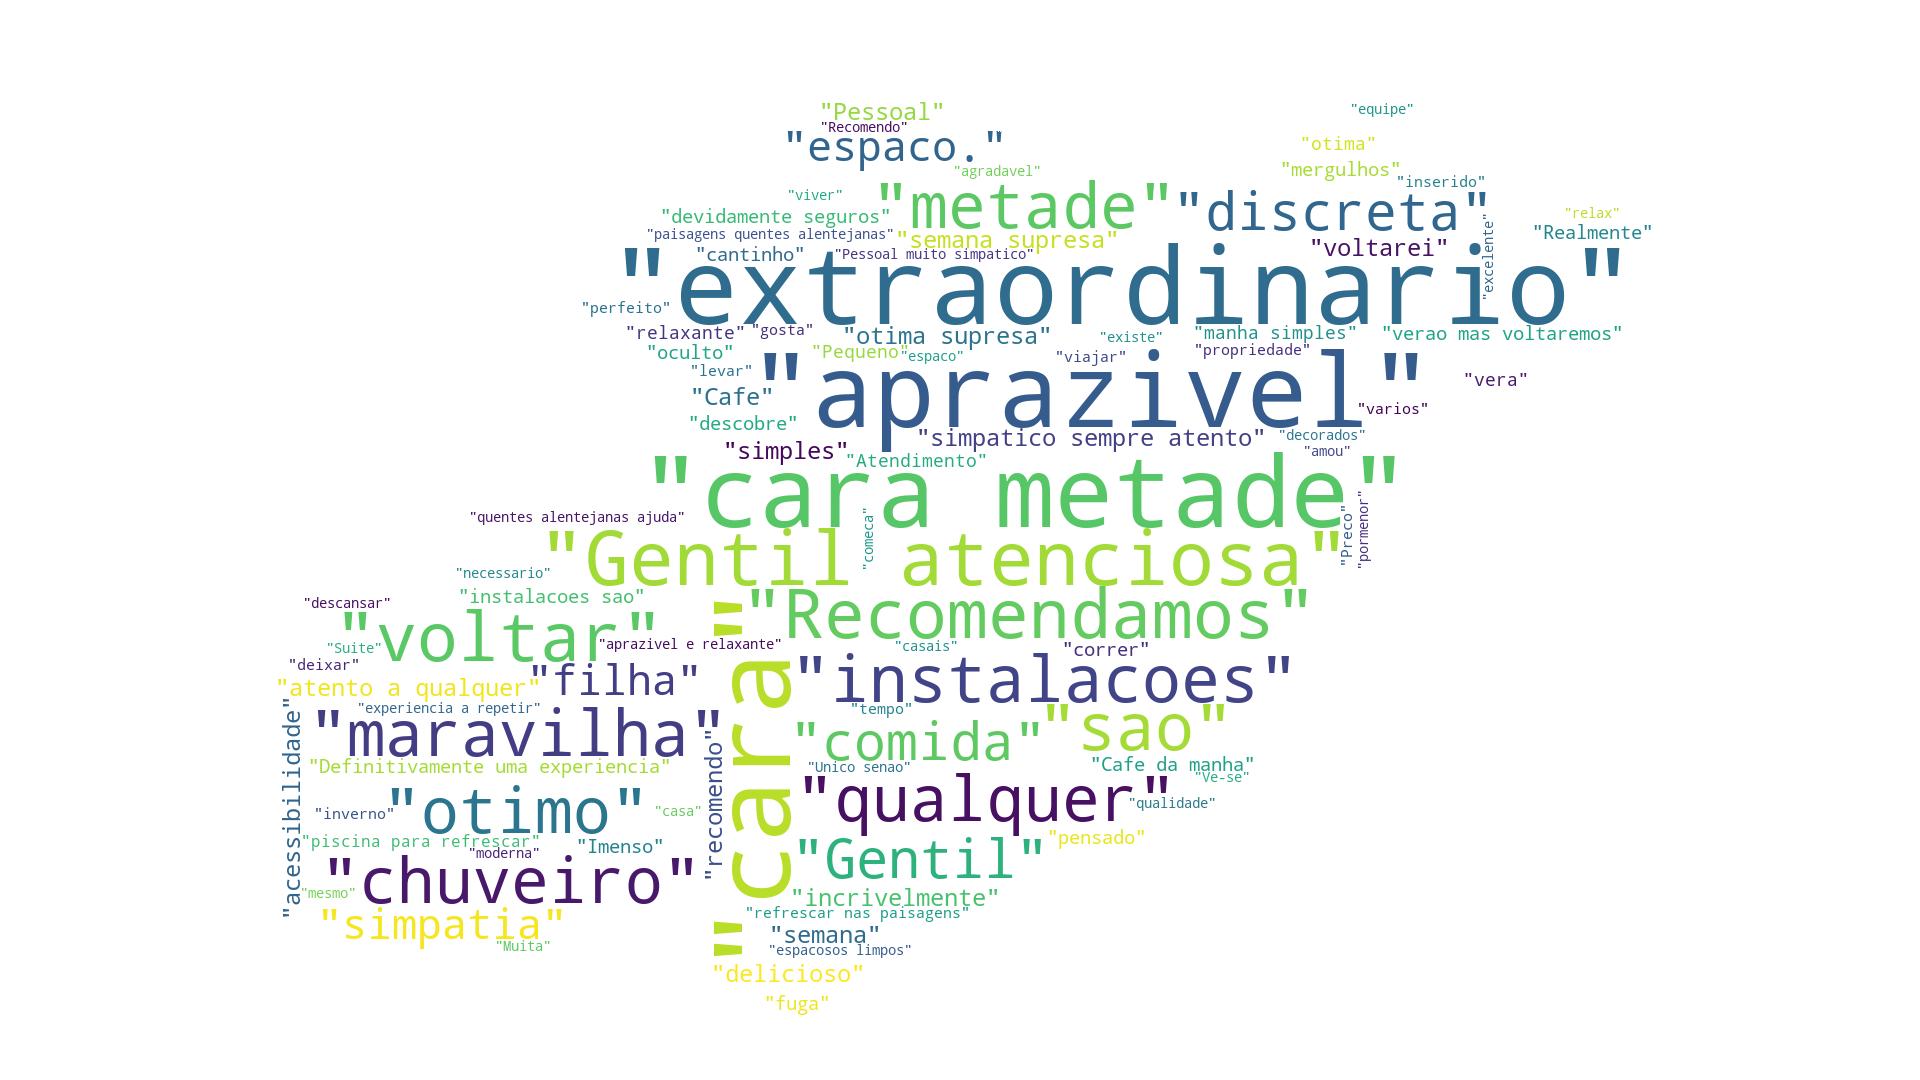 "Pessoal"
"equipe"
"Recomendo"
"espaco."
"otima"
"mergulhos"
"agradavel"
"inserido"
"viver"
"metade"
"discreta"
"devidamente seguros"
"relax"
"paisagens quentes alentejanas"
"semana supresa"
"Realmente"
"cantinho"
"Pessoal muito simpatico"
"voltarei"
"excelente"
"extraordinario"
"perfeito"
"relaxante"
"gosta"
"otima supresa"
"existe"
"manha simples"
"verao mas voltaremos"
"oculto"
"Pequeno"
"espaco"
"viajar"
"propriedade"
"levar"
"aprazivel"
"vera"
"Cafe"
"varios"
"descobre"
"simpatico sempre atento"
"decorados"
"simples"
"Atendimento"
"amou"
"cara metade"
"quentes alentejanas ajuda"
"comeca"
"Preco"
"pormenor"
"Gentil atenciosa"
"necessario"
"instalacoes sao"
"descansar"
"Recomendamos"
"voltar"
"Suite"
"aprazivel e relaxante"
"casais"
"correr"
"deixar"
"filha"
"instalacoes"
"atento a qualquer"
"experiencia a repetir"
"tempo"
"sao"
"maravilha"
"comida"
"acessibilidade"
"recomendo"
"cara"
"Definitivamente uma experiencia"
"Unico senao"
"Cafe da manha"
"Ve-se"
"otimo"
"qualquer"
"qualidade"
"inverno"
"casa"
"piscina para refrescar"
"Imenso"
"pensado"
"moderna"
"Gentil"
"chuveiro"
"mesmo"
"incrivelmente"
"refrescar nas paisagens"
"simpatia"
"semana"
"Muita"
"espacosos limpos"
"delicioso"
"fuga"